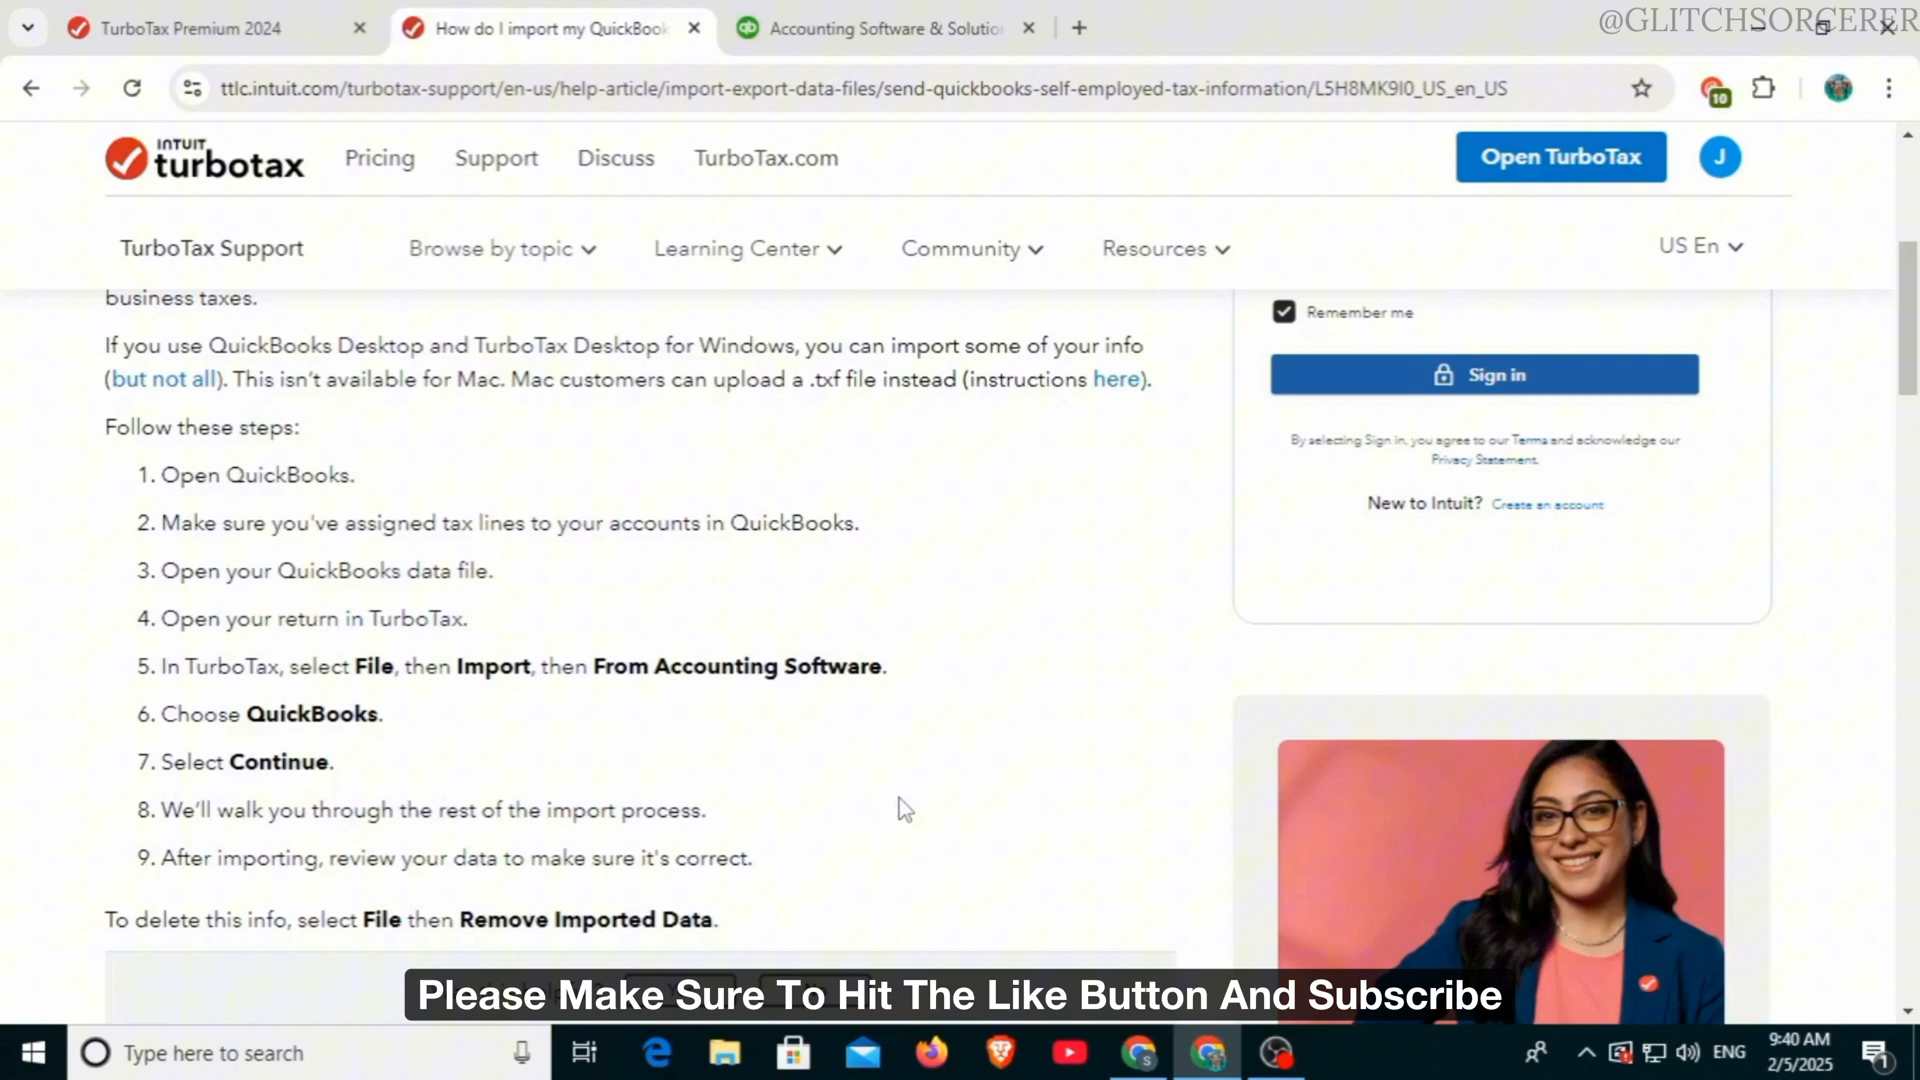 @GLITCHSORCERER
TurboTax Premium 2024
How do I import my QuickBook
Accounting Software & Solution
ttlc.intuit.com/turbotax-support/en-us/help-article/import-export-data-files/send-quickbooks-self-employed-tax-information/L5H8MK9I0_US_en_US
10
INTUIT
turbotax
Pricing
Support
Discuss
TurboTax.com
Open TurboTax
J
TurboTax Support
Browse by topic
Learning Center
Community
Resources
US En
business taxes.
If you use QuickBooks Desktop and TurboTax Desktop for Windows, you can import some of your info
(but not all). This isn't available for Mac. Mac customers can upload a .txf file instead (instructions here).
Follow these steps:
1. Open QuickBooks.
2. Make sure you've assigned tax lines to your accounts in QuickBooks.
3. Open your QuickBooks data file.
4. Open your return in TurboTax.
5. In TurboTax, select File, then Import, then From Accounting Software.
6. Choose QuickBooks.
7. Select Continue.
8. We'll walk you through the rest of the import process.
9. After importing, review your data to make sure it's correct.
To delete this info, select File then Remove Imported Data.
Remember me
Sign in
By selecting Sign in, you agree to our Terms and acknowledge our
Privacy Statement.
New to Intuit? Create an account
Please Make Sure To Hit The Like Button And Subscribe
Type here to search
S
ENG
9:40 AM
2/5/2025
1